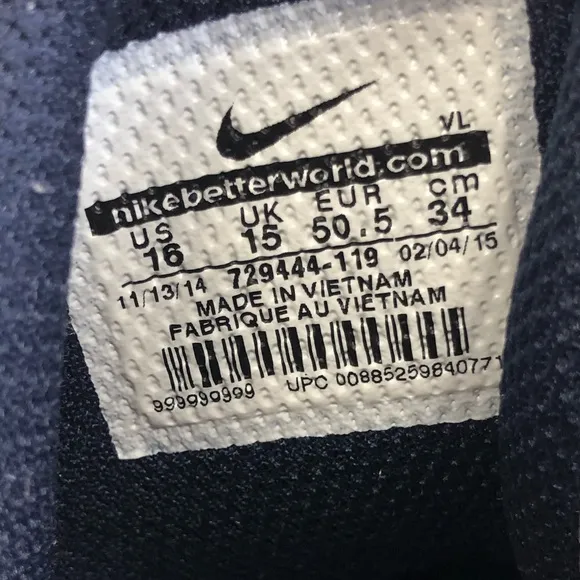 VL
nikebetterworld.com
US UK EUR cm
16 15 50.5 34
11/13/14 729444-119 02/04/15
MADE IN VIETNAM
FABRIQUE AU VIETNAM
999999999 UPC 00885259840771